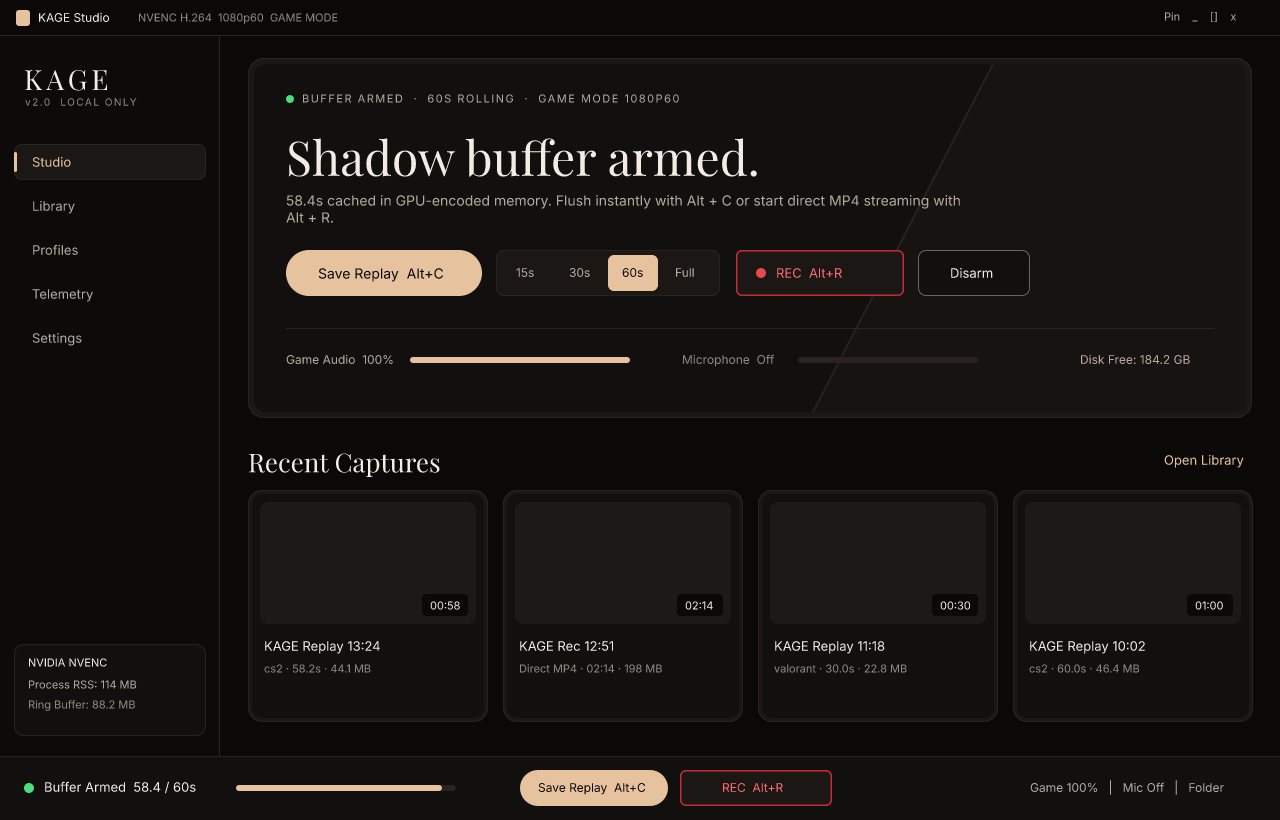 KAGE Studio NVENC H.264 1080p60 GAME MODE Pin _ [] x
KAGE
v2.0 LOCAL ONLY
Studio
Library
Profiles
Telemetry
Settings
NVIDIA NVENC
Process RSS: 114 MB
Ring Buffer: 88.2 MB
BUFFER ARMED · 60S ROLLING · GAME MODE 1080P60
Shadow buffer armed.
58.4s cached in GPU-encoded memory. Flush instantly with Alt + C or start direct MP4 streaming with
Alt + R.
Save Replay Alt+C 15s 30s 60s Full REC Alt+R Disarm
Game Audio 100% Microphone Off Disk Free: 184.2 GB
Recent Captures Open Library
00:58
KAGE Replay 13:24
cs2 · 58.2s · 44.1 MB
02:14
KAGE Rec 12:51
Direct MP4 · 02:14 · 198 MB
00:30
KAGE Replay 11:18
valorant · 30.0s · 22.8 MB
01:00
KAGE Replay 10:02
cs2 · 60.0s · 46.4 MB
Buffer Armed 58.4 / 60s Save Replay Alt+C REC Alt+R Game 100% | Mic Off | Folder